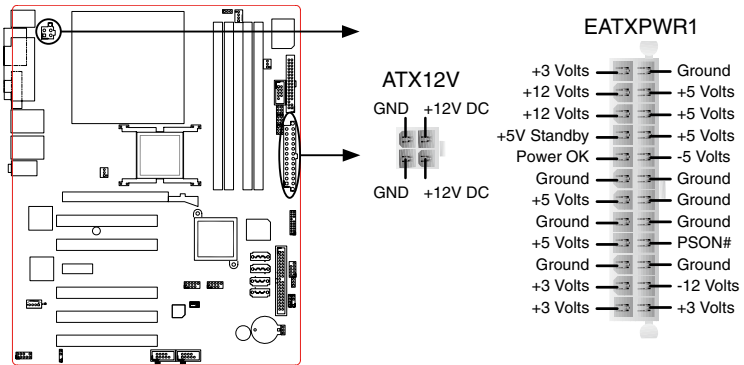 EATXPWR1
ATX12V
GND +12V DC
GND +12V DC
+3 Volts Ground
+12 Volts +5 Volts
+12 Volts +5 Volts
+5V Standby +5 Volts
Power OK -5 Volts
Ground Ground
+5 Volts Ground
Ground Ground
+5 Volts PSON#
Ground Ground
+3 Volts -12 Volts
+3 Volts +3 Volts